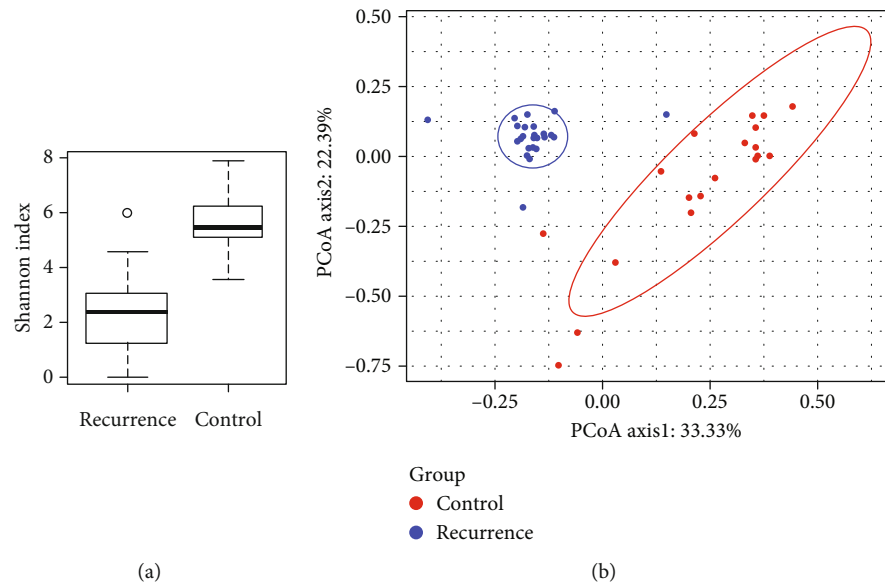 Shannon index
8
6
4
2
0
Recurrence Control
(a)
PCoA axis2: 22.39%
0.50
0.25
0.00
−0.25
−0.50
−0.75
−0.25 0.00 0.25 0.50
PCoA axis1: 33.33%
Group
Control
Recurrence
(b)